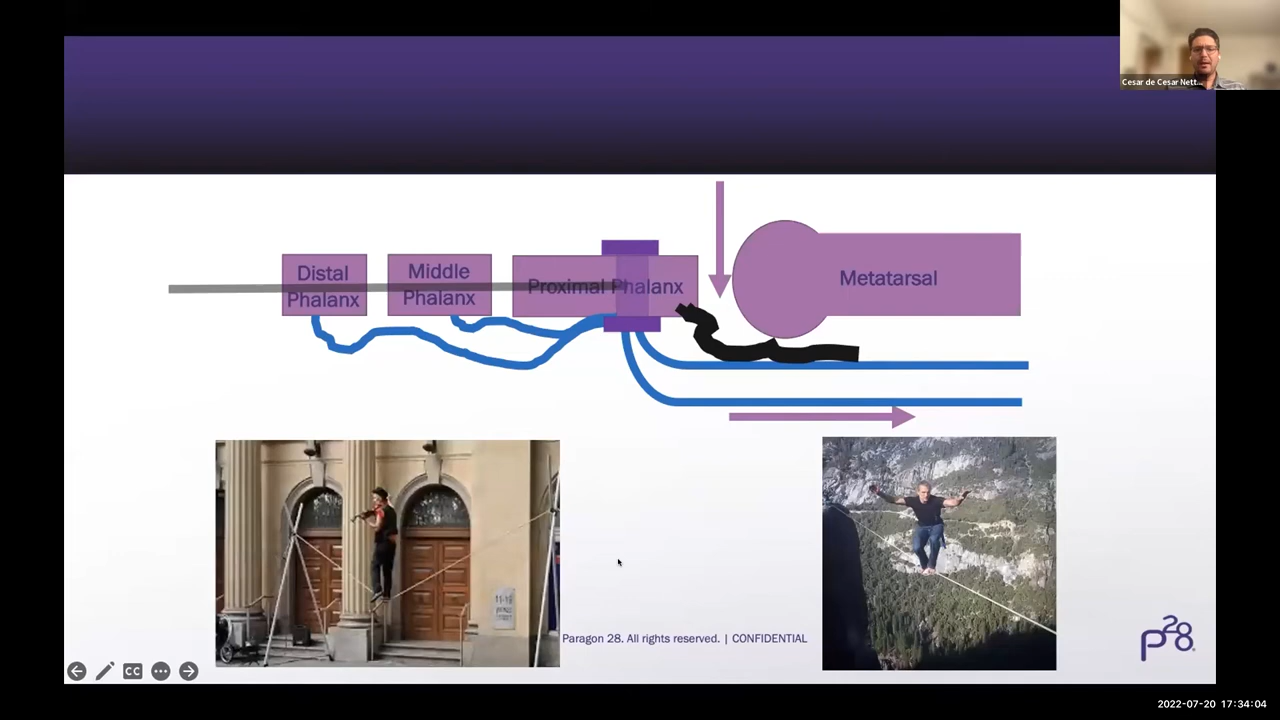 Cesar de Cesar Nett...
Distal
Phalanx
Middle
Phalanx
Proximal Phalanx
Metatarsal
Paragon 28. All rights reserved. | CONFIDENTIAL
p28
CC
2022-07-20 17:34:04